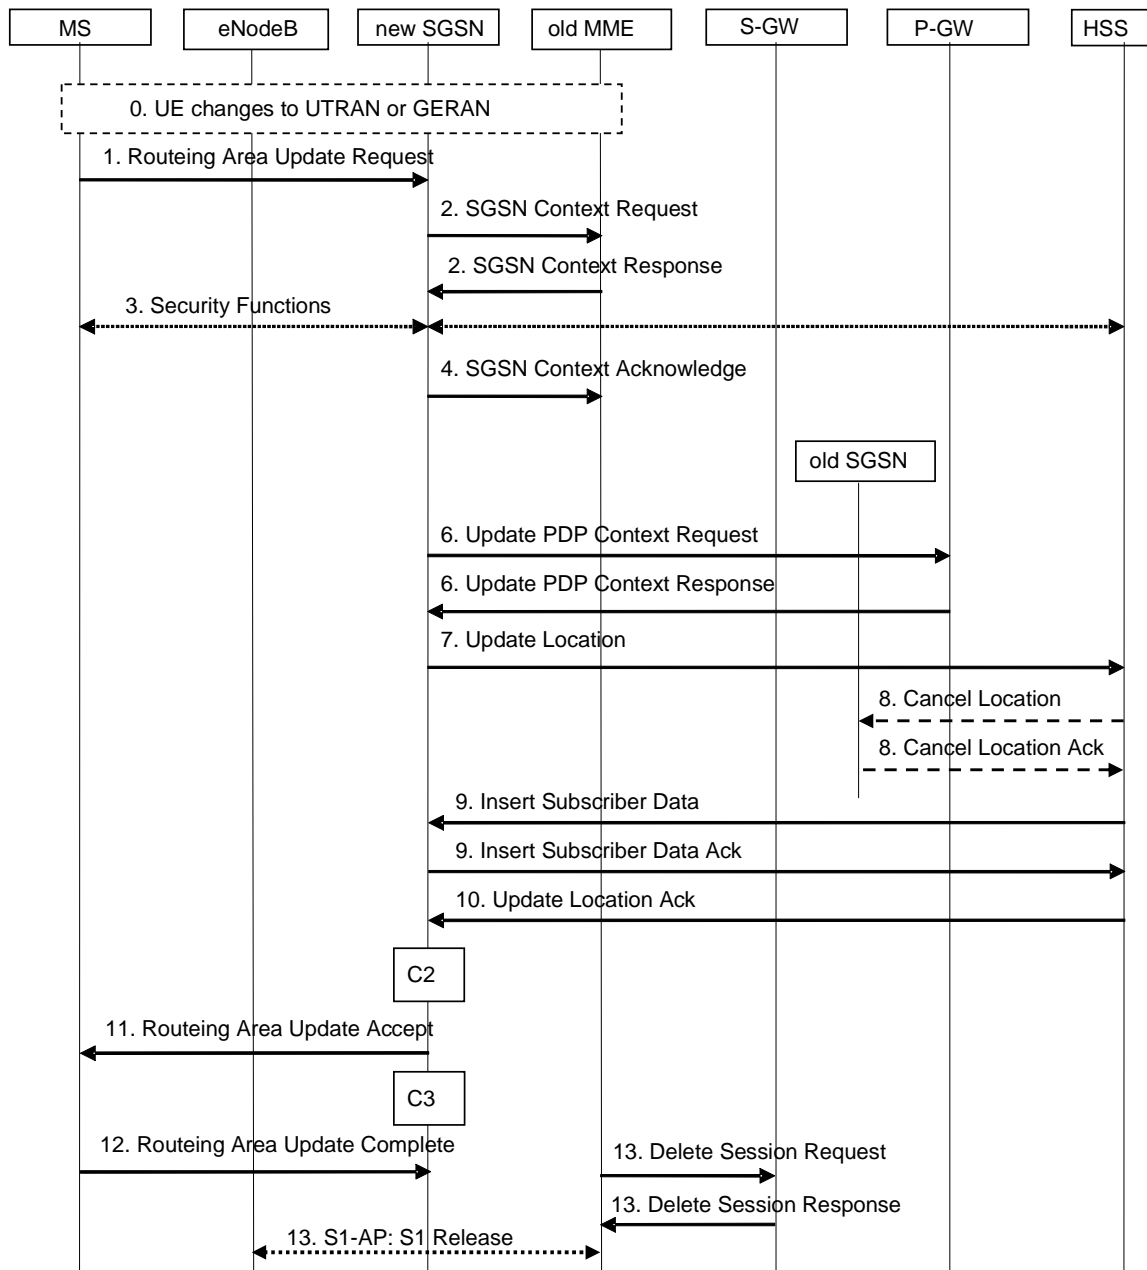 MS
eNodeB
new SGSN
old MME
S-GW
P-GW
HSS
0. UE changes to UTRAN or GERAN
1. Routeing Area Update Request
2. SGSN Context Request
2. SGSN Context Response
3. Security Functions
4. SGSN Context Acknowledge
old SGSN
6. Update PDP Context Request
6. Update PDP Context Response
7. Update Location
8. Cancel Location
8. Cancel Location Ack
9. Insert Subscriber Data
9. Insert Subscriber Data Ack
10. Update Location Ack
C2
11. Routeing Area Update Accept
C3
12. Routeing Area Update Complete
13. Delete Session Request
13. Delete Session Response
13. S1-AP: S1 Release